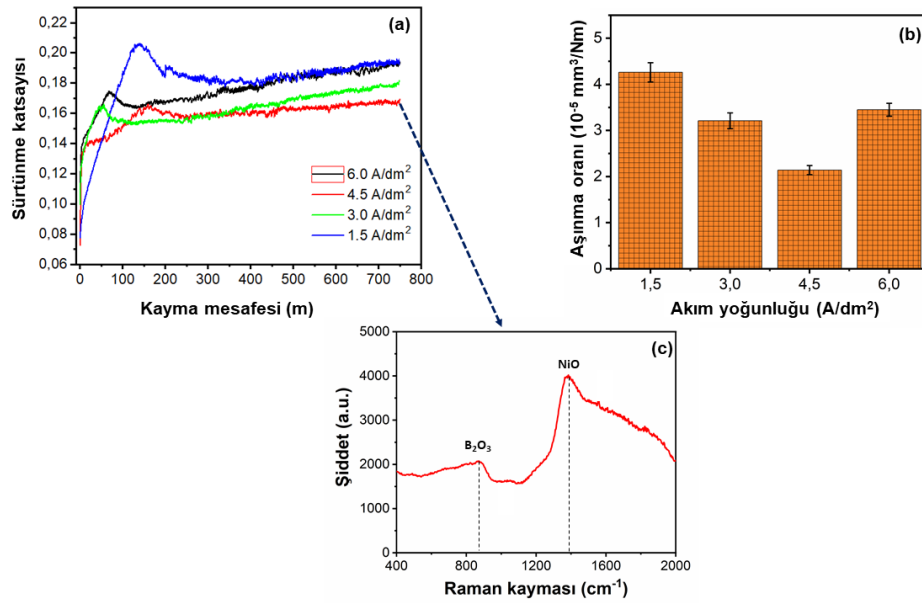 (a)
Sürtünme katsayısı
0,22
0,20
0,18
0,16
0,14
0,12
0,10
0,08
0,06
6.0 A/dm²
4.5 A/dm²
3.0 A/dm²
1.5 A/dm²
0 100 200 300 400 500 600 700 800
Kayma mesafesi (m)
(b)
Aşınma oranı (10⁻⁵ mm³/Nm)
5
4
3
2
1
0
1,5 3,0 4,5 6,0
Akım yoğunluğu (A/dm²)
(c)
Şiddet (a.u.)
5000
4000
3000
2000
1000
0
B₂O₃
NiO
400 800 1200 1600 2000
Raman kayması (cm⁻¹)